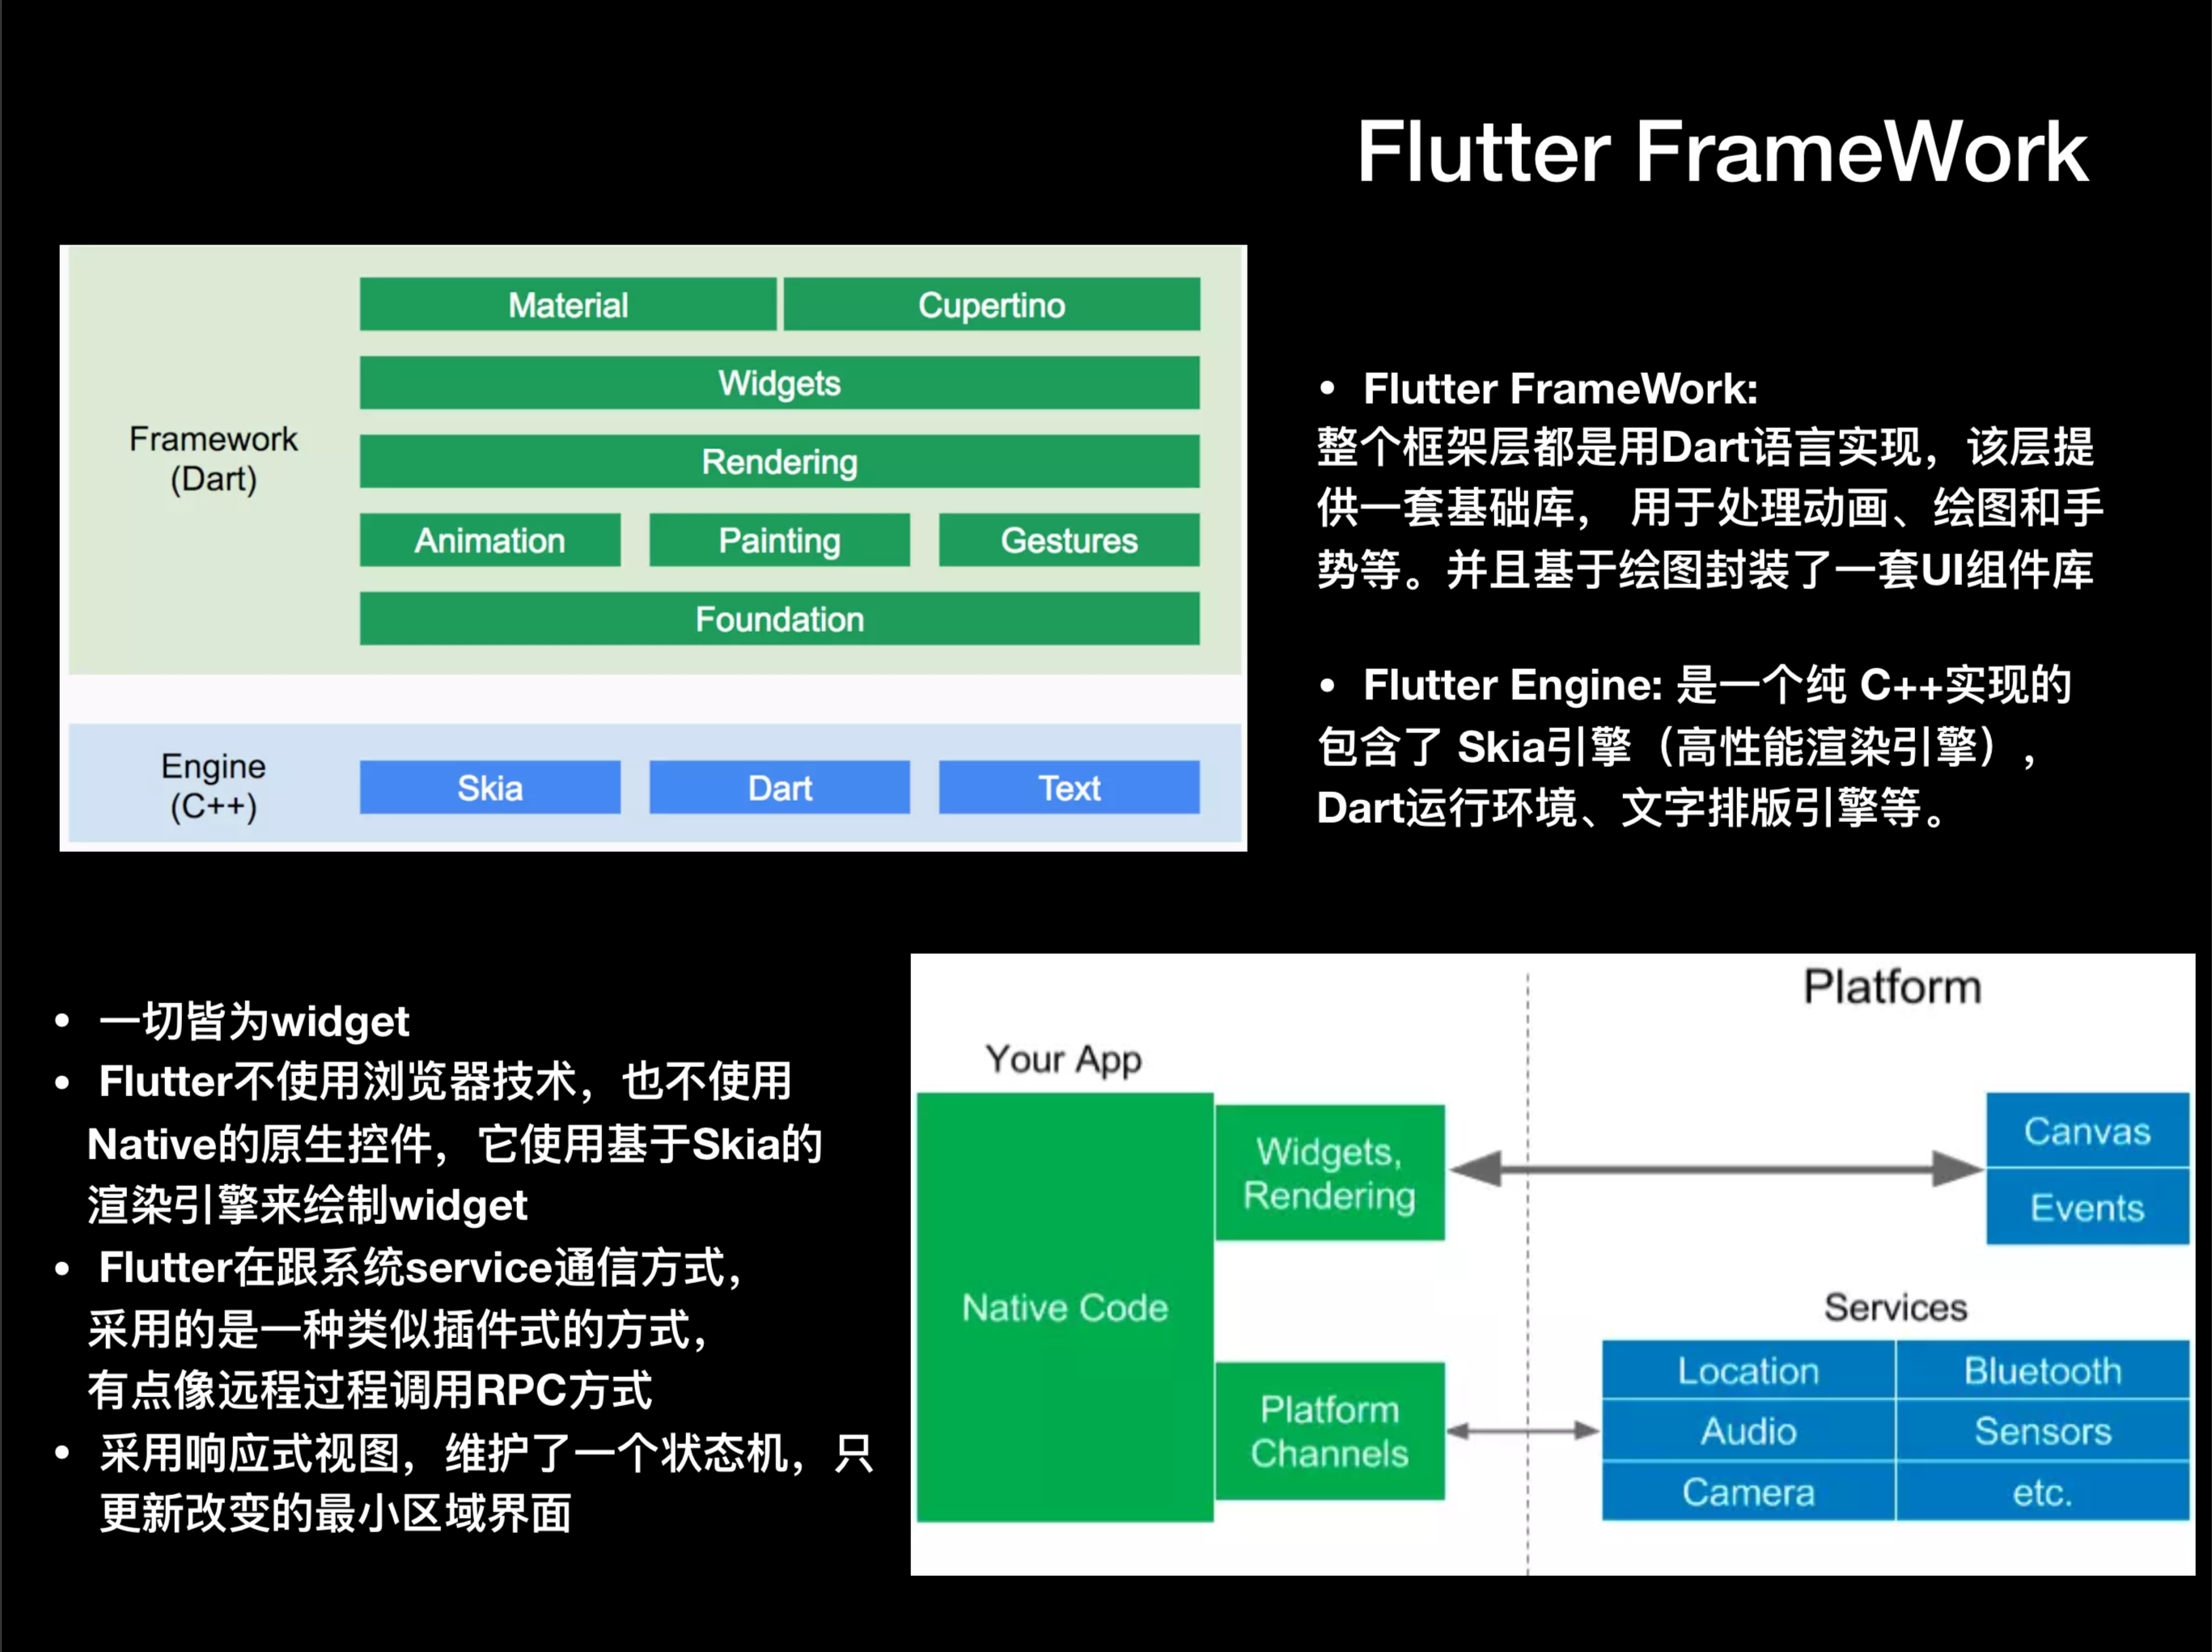 Flutter FrameWork
Material
Cupertino
Widgets
Framework
(Dart)
Rendering
Animation
Painting
Gestures
Foundation
Engine
(C++)
Skia
Dart
Text
• Flutter FrameWork:
整个框架层都是用Dart语言实现，该层提
供一套基础库， 用于处理动画、绘图和手
势等。并且基于绘图封装了一套UI组件库
• Flutter Engine: 是一个纯 C++实现的
包含了 Skia引擎（高性能渲染引擎），
Dart运行环境、文字排版引擎等。
• 一切皆为widget
• Flutter不使用浏览器技术，也不使用
Native的原生控件，它使用基于Skia的
渲染引擎来绘制widget
• Flutter在跟系统service通信方式，
采用的是一种类似插件式的方式，
有点像远程过程调用RPC方式
• 采用响应式视图，维护了一个状态机，只
更新改变的最小区域界面
Platform
Your App
Widgets,
Rendering
Canvas
Events
Native Code
Services
Platform
Channels
Location
Bluetooth
Audio
Sensors
Camera
etc.